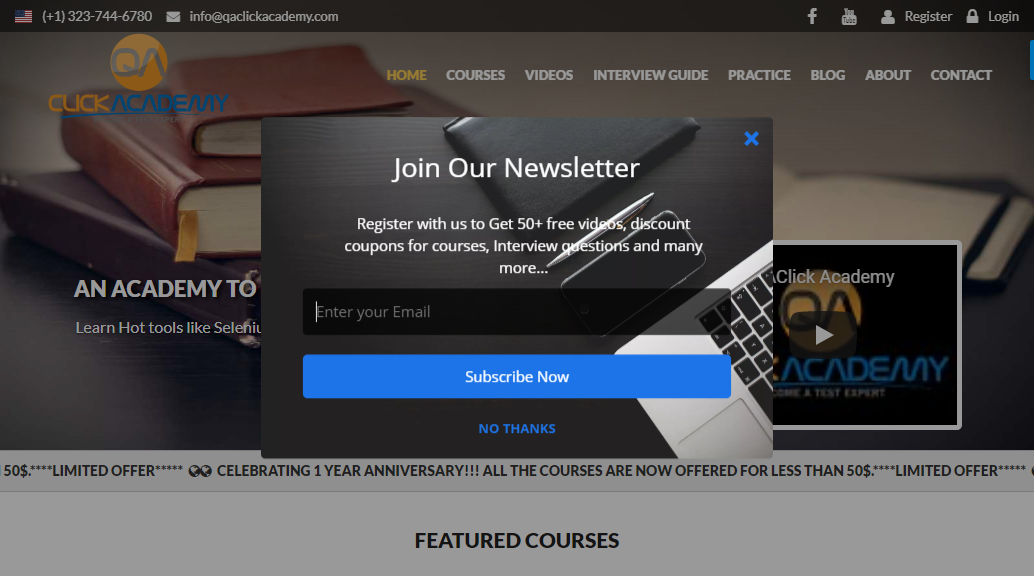 (+1) 323-744-6780 info@qaclickacademy.com Register Login
QA
CLICKACADEMY
HOME COURSES VIDEOS INTERVIEW GUIDE PRACTICE BLOG ABOUT CONTACT
Join Our Newsletter
Register with us to Get 50+ free videos, discount
coupons for courses, Interview questions and many
more...
Enter your Email
Subscribe Now
NO THANKS
AN ACADEMY TO
Learn Hot tools like
Click Academy
ACADEMY
COME A TEST EXPERT
50$.****LIMITED OFFER***** CELEBRATING 1 YEAR ANNIVERSARY!!! ALL THE COURSES ARE NOW OFFERED FOR LESS THAN 50$.****LIMITED OFFER*****
FEATURED COURSES